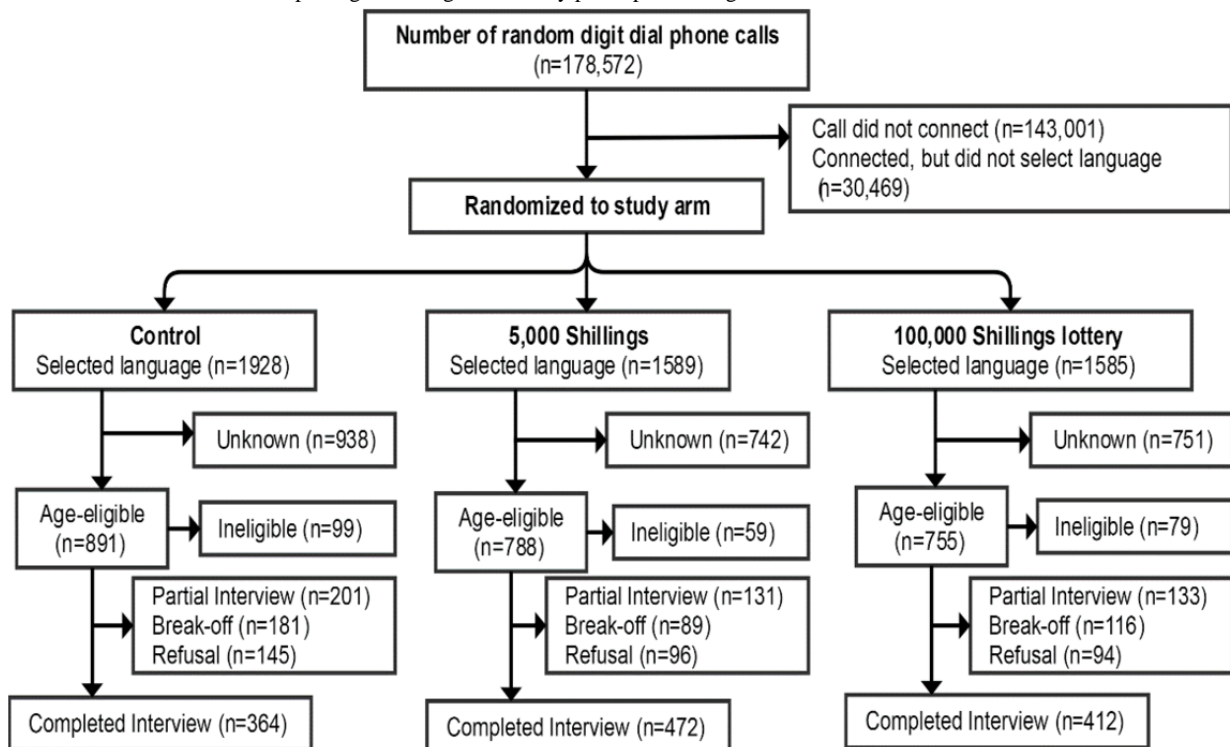 Number of random digit dial phone calls
(n=178,572)
Call did not connect (n=143,001)
Connected, but did not select language
(n=30,469)
Randomized to study arm
Control
Selected language (n=1928)
5,000 Shillings
Selected language (n=1589)
100,000 Shillings lottery
Selected language (n=1585)
Unknown (n=938)
Unknown (n=742)
Unknown (n=751)
Age-eligible
(n=891)
Ineligible (n=99)
Age-eligible
(n=788)
Ineligible (n=59)
Age-eligible
(n=755)
Ineligible (n=79)
Partial Interview (n=201)
Break-off (n=181)
Refusal (n=145)
Partial Interview (n=131)
Break-off (n=89)
Refusal (n=96)
Partial Interview (n=133)
Break-off (n=116)
Refusal (n=94)
Completed Interview (n=364)
Completed Interview (n=472)
Completed Interview (n=412)